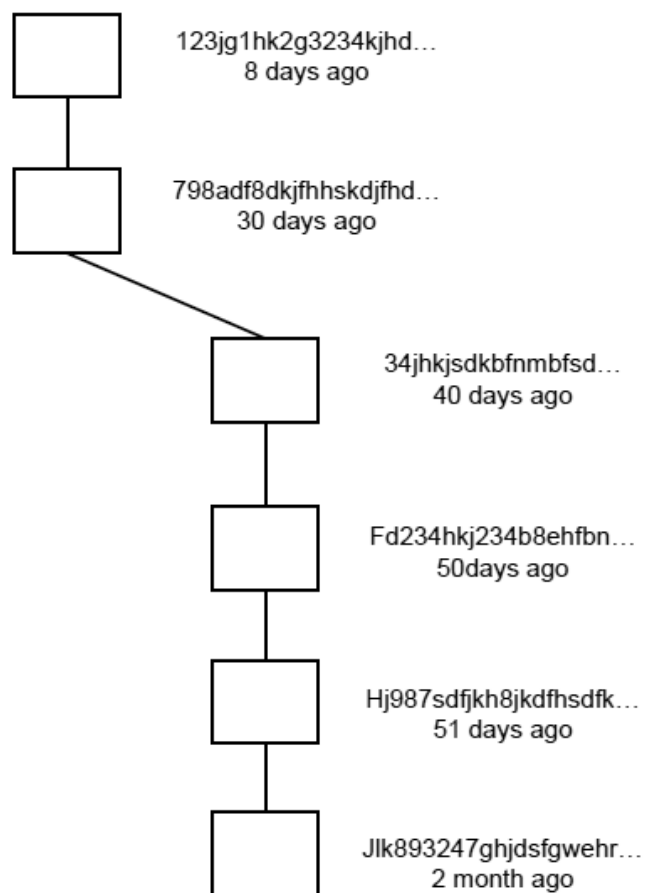 123jg1hk2g3234kjhd…
8 days ago
798adf8dkjfhhskdjfhd…
30 days ago
34jhkjsdkbfnmbfsd…
40 days ago
Fd234hkj234b8ehfbn…
50days ago
Hj987sdfjkh8jkdfhsdfk…
51 days ago
Jlk893247ghjdsfgwehr…
2 month ago